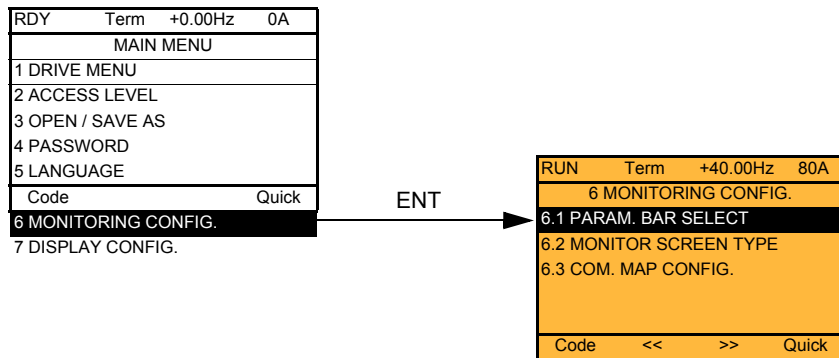 RDY Term +0.00Hz 0A
MAIN MENU
1 DRIVE MENU
2 ACCESS LEVEL
3 OPEN / SAVE AS
4 PASSWORD
5 LANGUAGE
Code Quick
6 MONITORING CONFIG.
7 DISPLAY CONFIG.
ENT
RUN Term +40.00Hz 80A
6 MONITORING CONFIG.
6.1 PARAM. BAR SELECT
6.2 MONITOR SCREEN TYPE
6.3 COM. MAP CONFIG.
Code << >> Quick